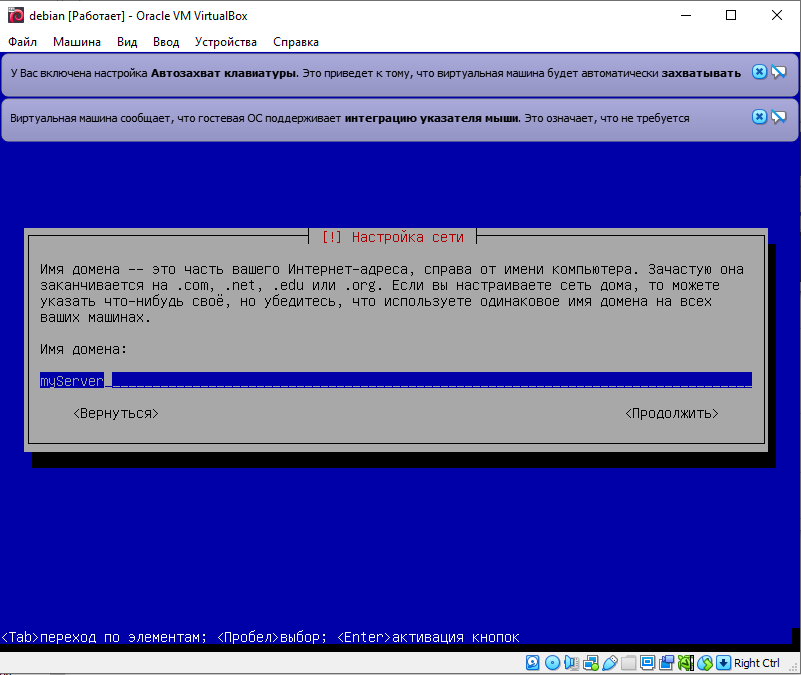 debian [Работает] - Oracle VM VirtualBox
Файл Машина Вид Ввод Устройства Справка
У Вас включена настройка Автозахват клавиатуры. Это приведет к тому, что виртуальная машина будет автоматически захватывать
Виртуальная машина сообщает, что гостевая ОС поддерживает интеграцию указателя мыши. Это означает, что не требуется
[!] Настройка сети
Имя домена -- это часть вашего Интернет-адреса, справа от имени компьютера. Зачастую она
заканчивается на .com, .net, .edu или .org. Если вы настраиваете сеть дома, то можете
указать что-нибудь своё, но убедитесь, что используете одинаковое имя домена на всех
ваших машинах.
Имя домена:
myServer
<Вернуться> <Продолжить>
<Tab>переход по элементам; <Пробел>выбор; <Enter>активация кнопок
Right Ctrl